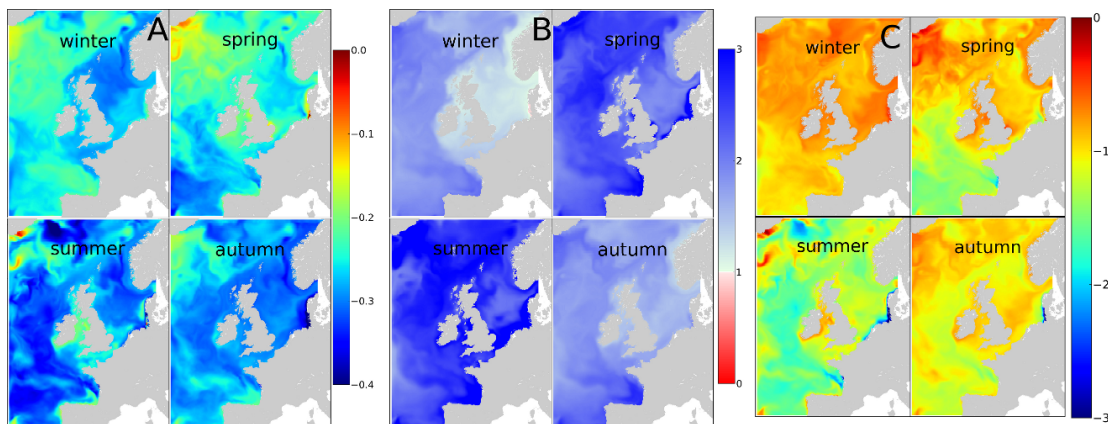 A
winter
spring
summer
autumn
0.0
−0.1
−0.2
−0.3
−0.4
B
winter
spring
summer
autumn
3
2
1
0
C
winter
spring
summer
autumn
0
−1
−2
−3